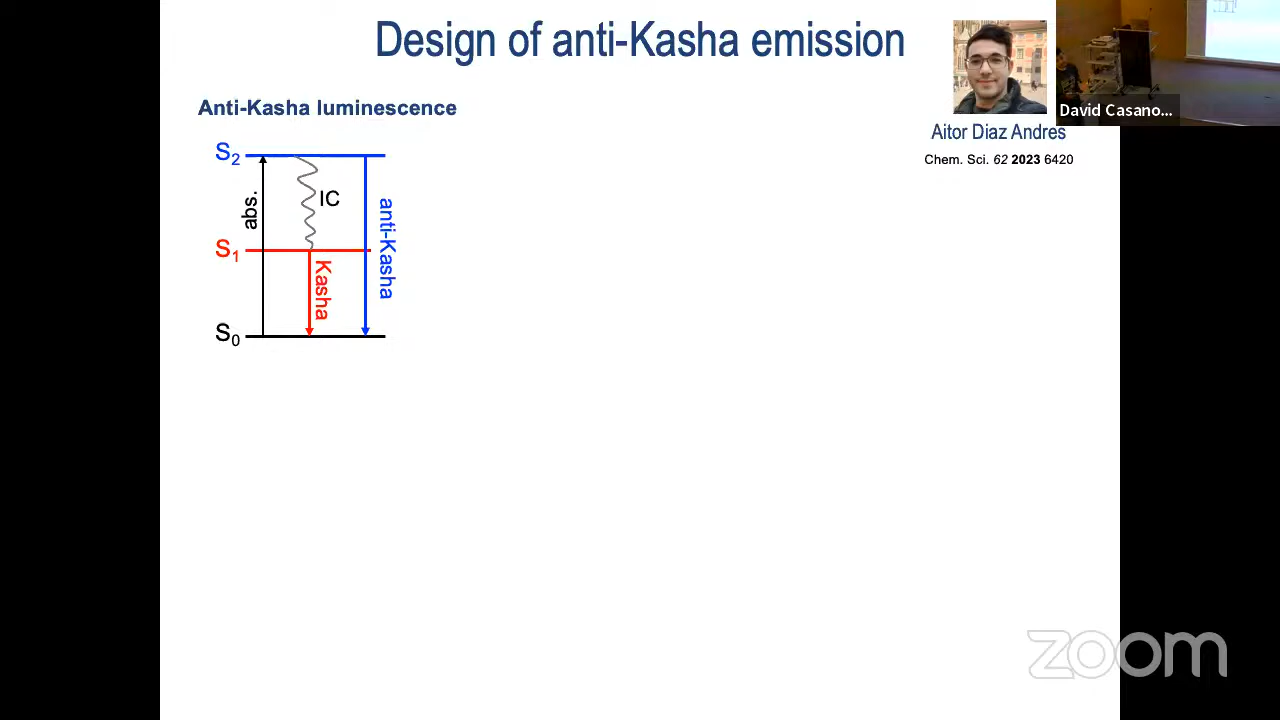 Design of anti-Kasha emission
David Casano...
Anti-Kasha luminescence
Aitor Diaz Andres
Chem. Sci. 62 2023 6420
S2
abs.
IC
anti-Kasha
S1
Kasha
S0
zoom